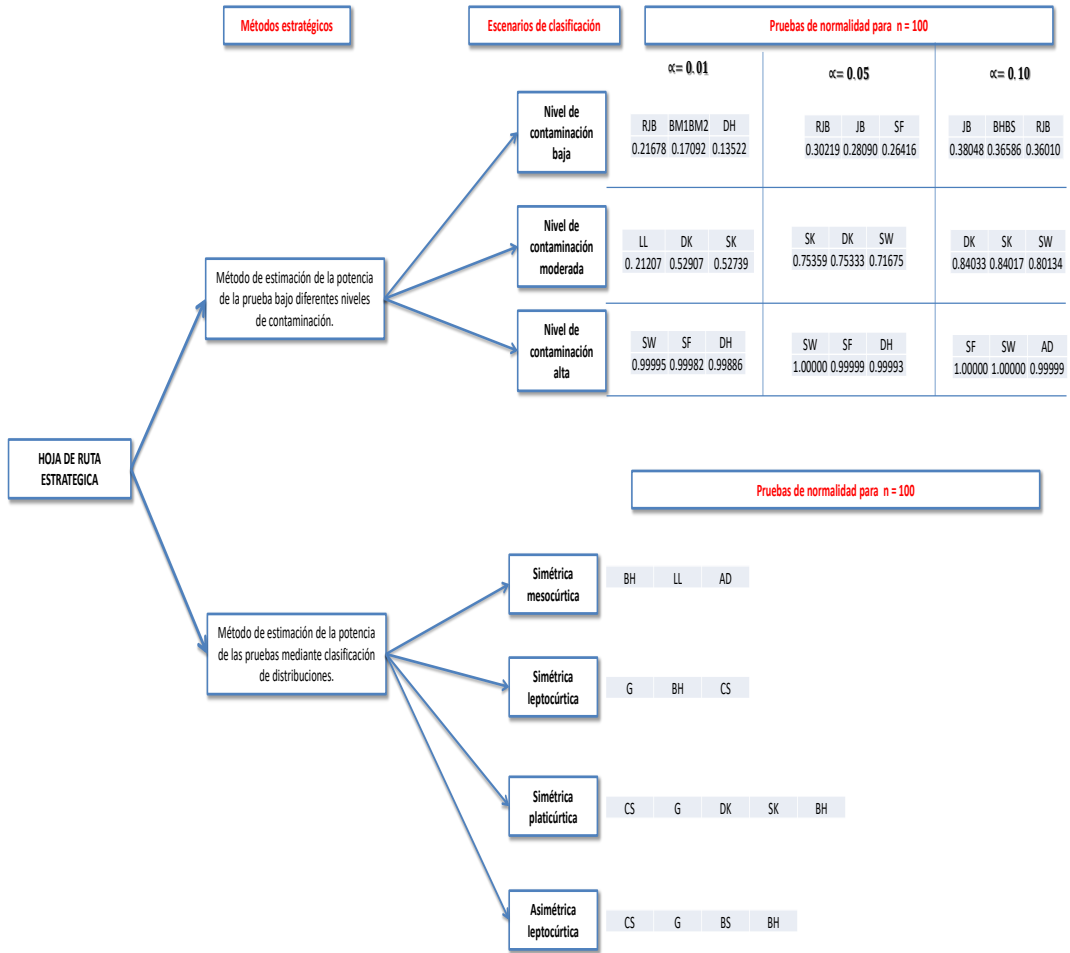 Métodos estratégicos
Escenarios de clasificación
Pruebas de normalidad para n = 100
∝= 0.01
∝= 0.05
∝= 0.10
Nivel de
contaminación
baja
RJB BM1BM2 DH
0.21678 0.17092 0.13522
RJB JB SF
0.30219 0.28090 0.26416
JB BHBS RJB
0.38048 0.36586 0.36010
Nivel de
contaminación
moderada
LL DK SK
0. 21207 0.52907 0.52739
SK DK SW
0.75359 0.75333 0.71675
DK SK SW
0.84033 0.84017 0.80134
Método de estimación de la potencia
de la prueba bajo diferentes niveles
de contaminación.
Nivel de
contaminación
alta
SW SF DH
0.99995 0.99982 0.99886
SW SF DH
1.00000 0.99999 0.99993
SF SW AD
1.00000 1.00000 0.99999
HOJA DE RUTA
ESTRATEGICA
Pruebas de normalidad para n = 100
Simétrica
mesocúrtica
BH LL AD
Método de estimación de la potencia
de las pruebas mediante clasificación
de distribuciones.
Simétrica
leptocúrtica
G BH CS
Simétrica
platicúrtica
CS G DK SK BH
Asimétrica
leptocúrtica
CS G BS BH